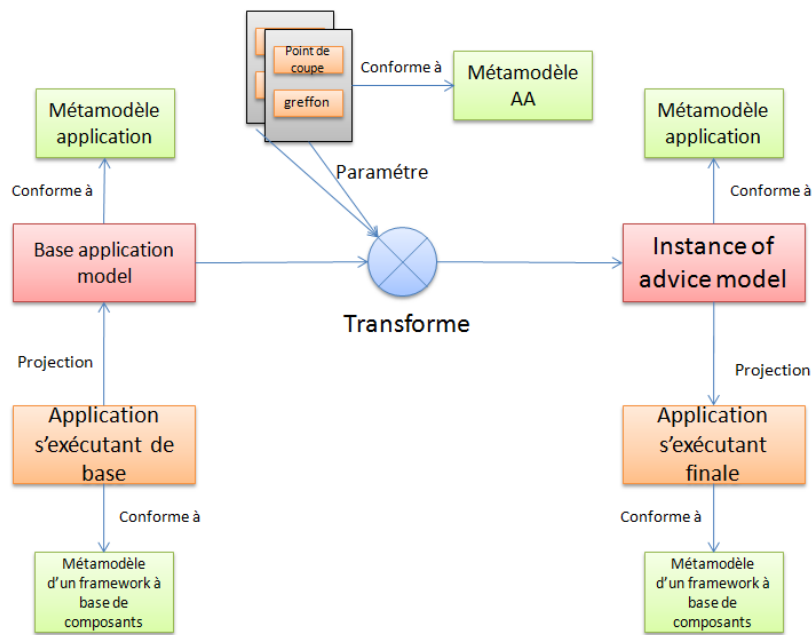 Point de
coupe
greffon
Conforme à
Métamodèle
AA
Métamodèle
application
Métamodèle
application
Paramétre
Conforme à
Conforme à
Base application
model
Instance of
advice model
Transforme
Projection
Projection
Application
s'exécutant de
base
Application
s'exécutant
finale
Conforme à
Conforme à
Métamodèle
d'un framework à
base de
composants
Métamodèle
d'un framework à
base de
composants